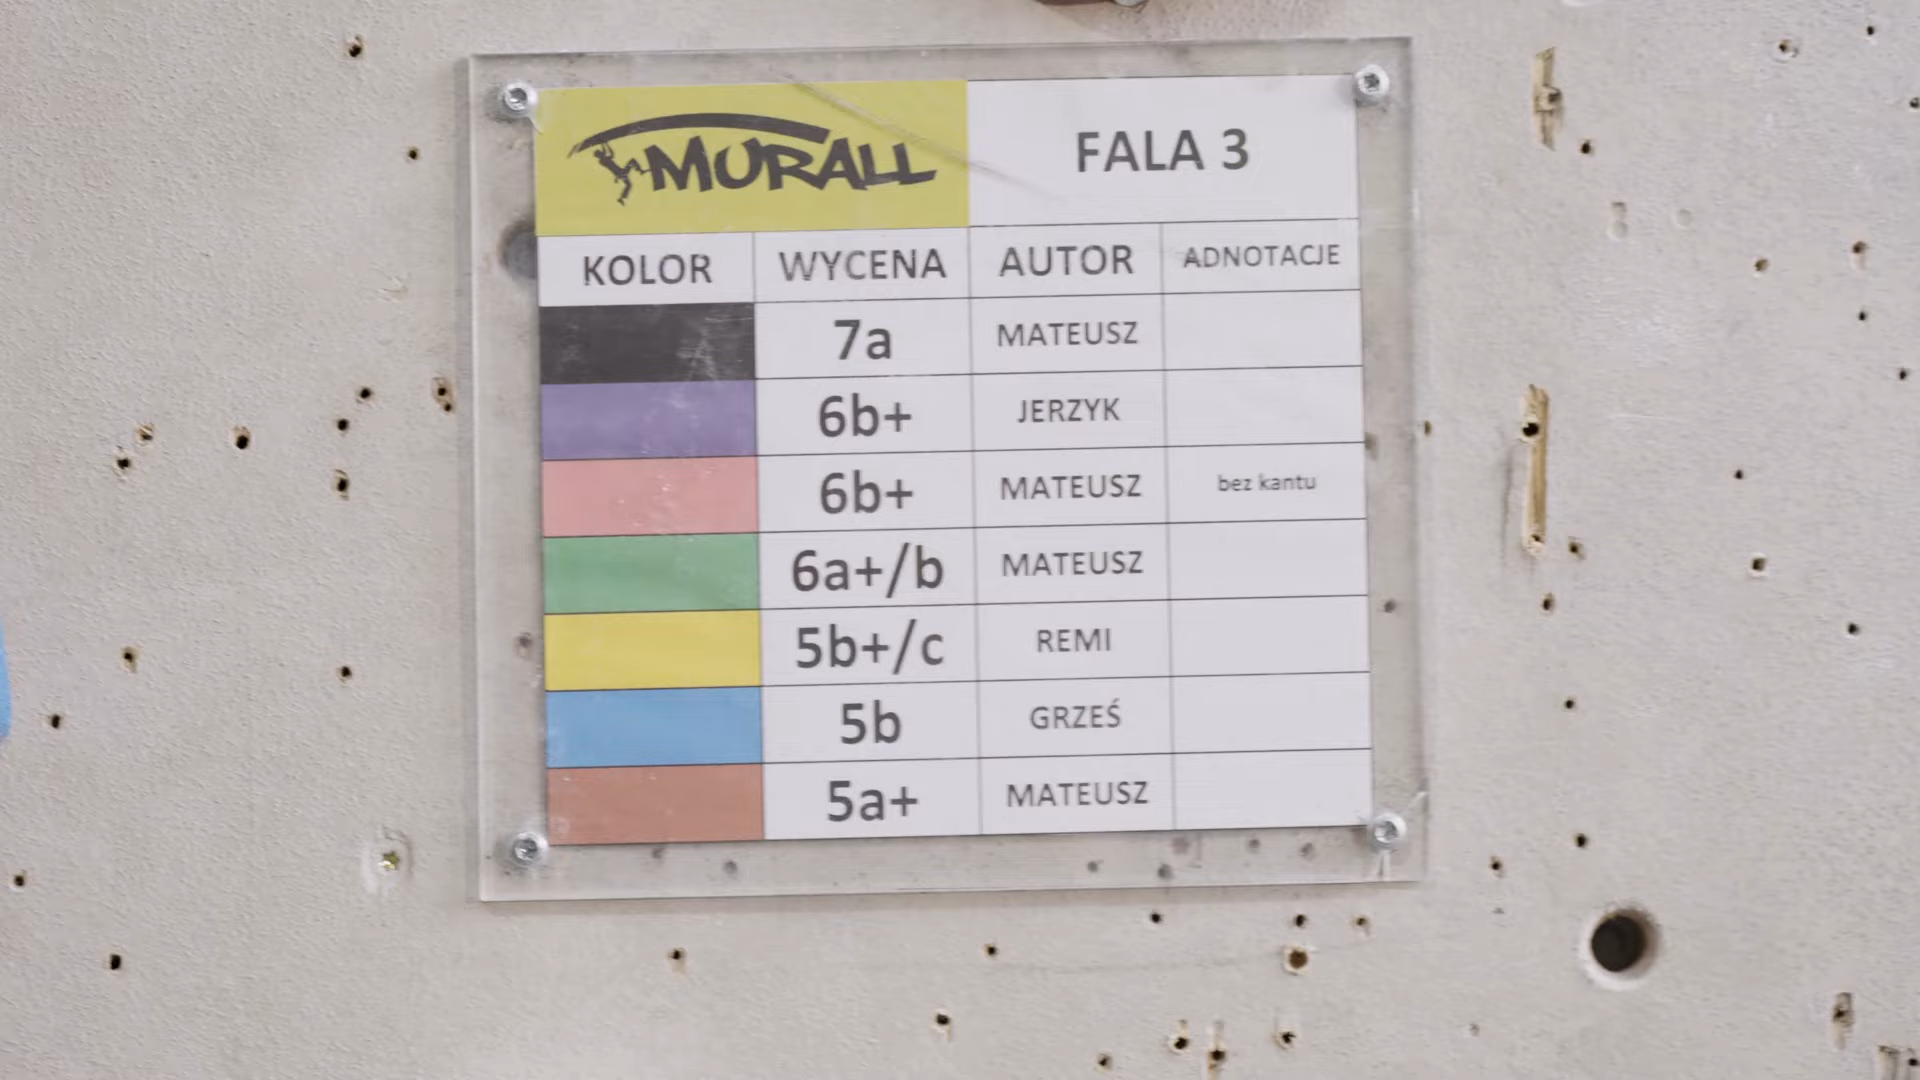 MURALL FALA 3
KOLOR WYCENA AUTOR ADNOTACJE
7a MATEUSZ
6b+ JERZYK
6b+ MATEUSZ bez kantu
6a+/b MATEUSZ
5b+/c REMI
5b GRZEŚ
5a+ MATEUSZ